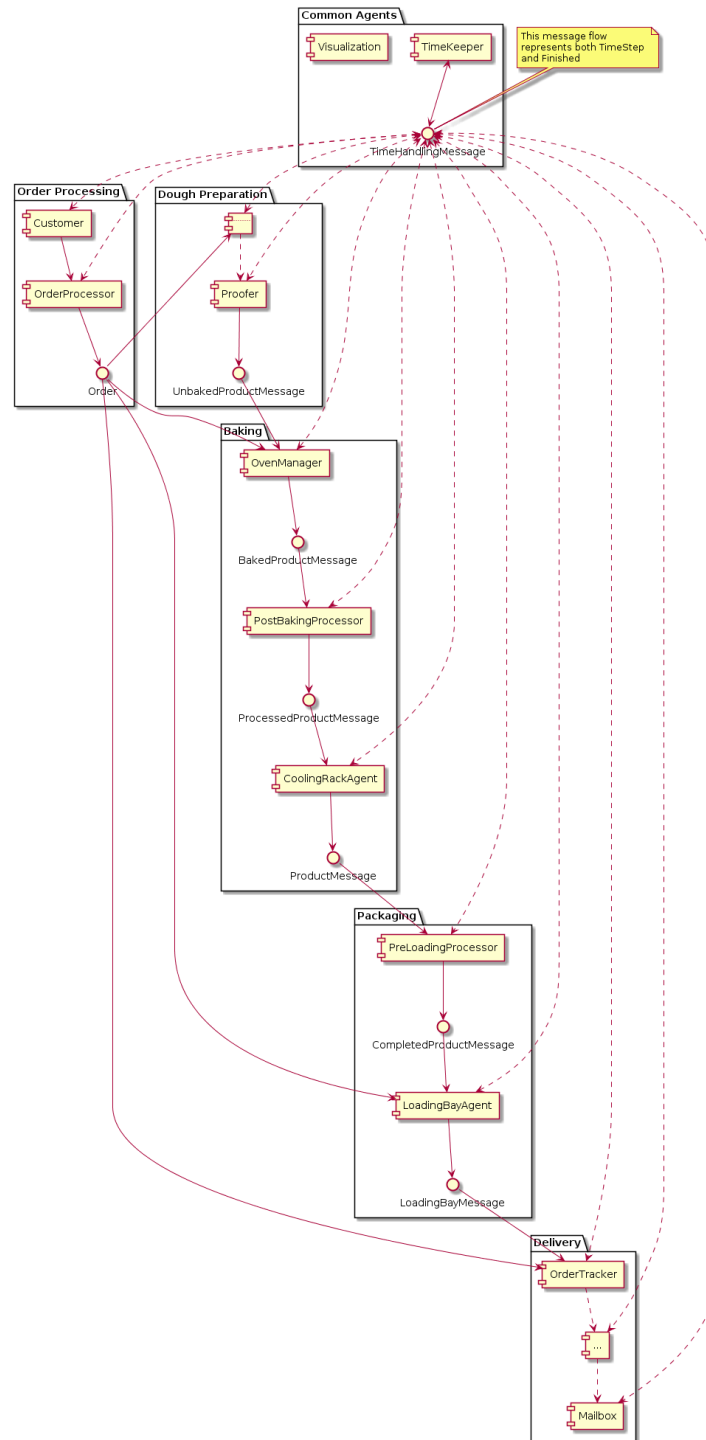 Common Agents
Visualization
TimeKeeper
This message flow
represents both TimeStep
and Finished
TimeHandlingMessage
Order Processing
Customer
OrderProcessor
Order
Dough Preparation
Proofer
UnbakedProductMessage
Baking
OvenManager
BakedProductMessage
PostBakingProcessor
ProcessedProductMessage
CoolingRackAgent
ProductMessage
Packaging
PreLoadingProcessor
CompletedProductMessage
LoadingBayAgent
LoadingBayMessage
Delivery
OrderTracker
...
Mailbox